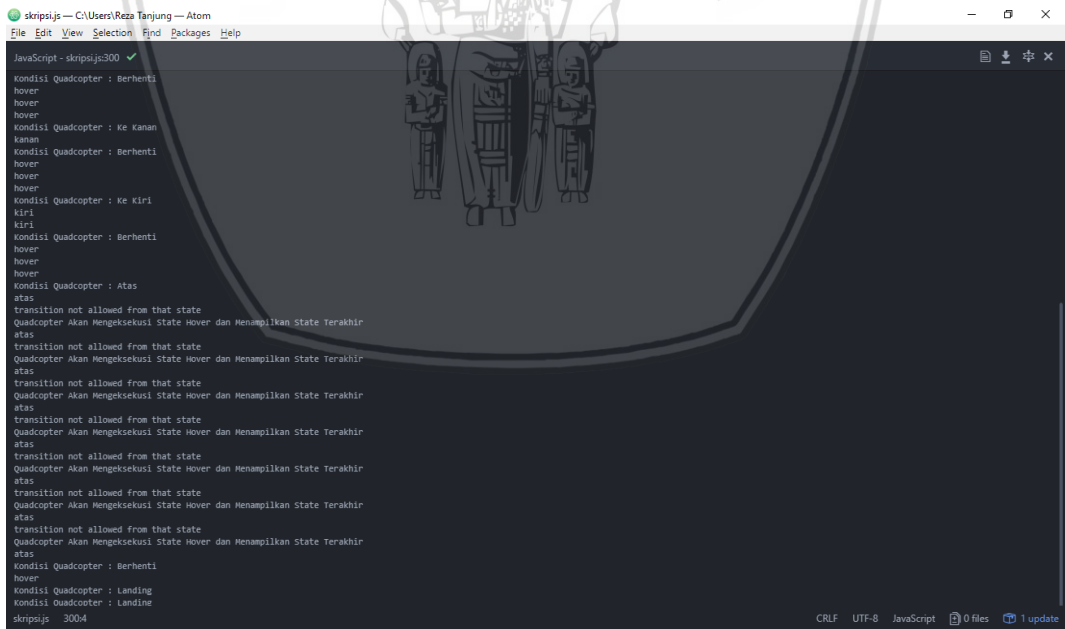 skripsi.js — C:\Users\Reza Tanjung — Atom
File Edit View Selection Find Packages Help
JavaScript - skripsi.js:300
Kondisi Quadcopter : Berhenti
hover
hover
hover
Kondisi Quadcopter : Ke Kanan
kanan
Kondisi Quadcopter : Berhenti
hover
hover
hover
Kondisi Quadcopter : Ke Kiri
kiri
kiri
Kondisi Quadcopter : Berhenti
hover
hover
hover
Kondisi Quadcopter : Atas
atas
transition not allowed from that state
Quadcopter Akan Mengeksekusi State Hover dan Menampilkan State Terakhir
atas
transition not allowed from that state
Quadcopter Akan Mengeksekusi State Hover dan Menampilkan State Terakhir
atas
transition not allowed from that state
Quadcopter Akan Mengeksekusi State Hover dan Menampilkan State Terakhir
atas
transition not allowed from that state
Quadcopter Akan Mengeksekusi State Hover dan Menampilkan State Terakhir
atas
transition not allowed from that state
Quadcopter Akan Mengeksekusi State Hover dan Menampilkan State Terakhir
atas
transition not allowed from that state
Quadcopter Akan Mengeksekusi State Hover dan Menampilkan State Terakhir
atas
transition not allowed from that state
Quadcopter Akan Mengeksekusi State Hover dan Menampilkan State Terakhir
atas
Kondisi Quadcopter : Berhenti
hover
Kondisi Quadcopter : Landing
Kondisi Quadcopter : Landing
skripsi.js 300:4 CRLF UTF-8 JavaScript 0 files 1 update